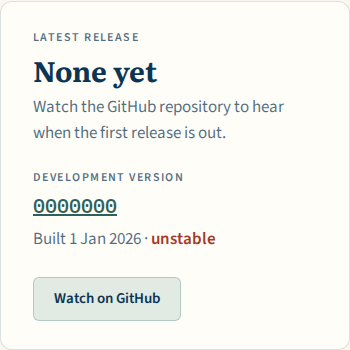 LATEST RELEASE
None yet
Watch the GitHub repository to hear
when the first release is out.
DEVELOPMENT VERSION
0000000
Built 1 Jan 2026 · unstable
Watch on GitHub